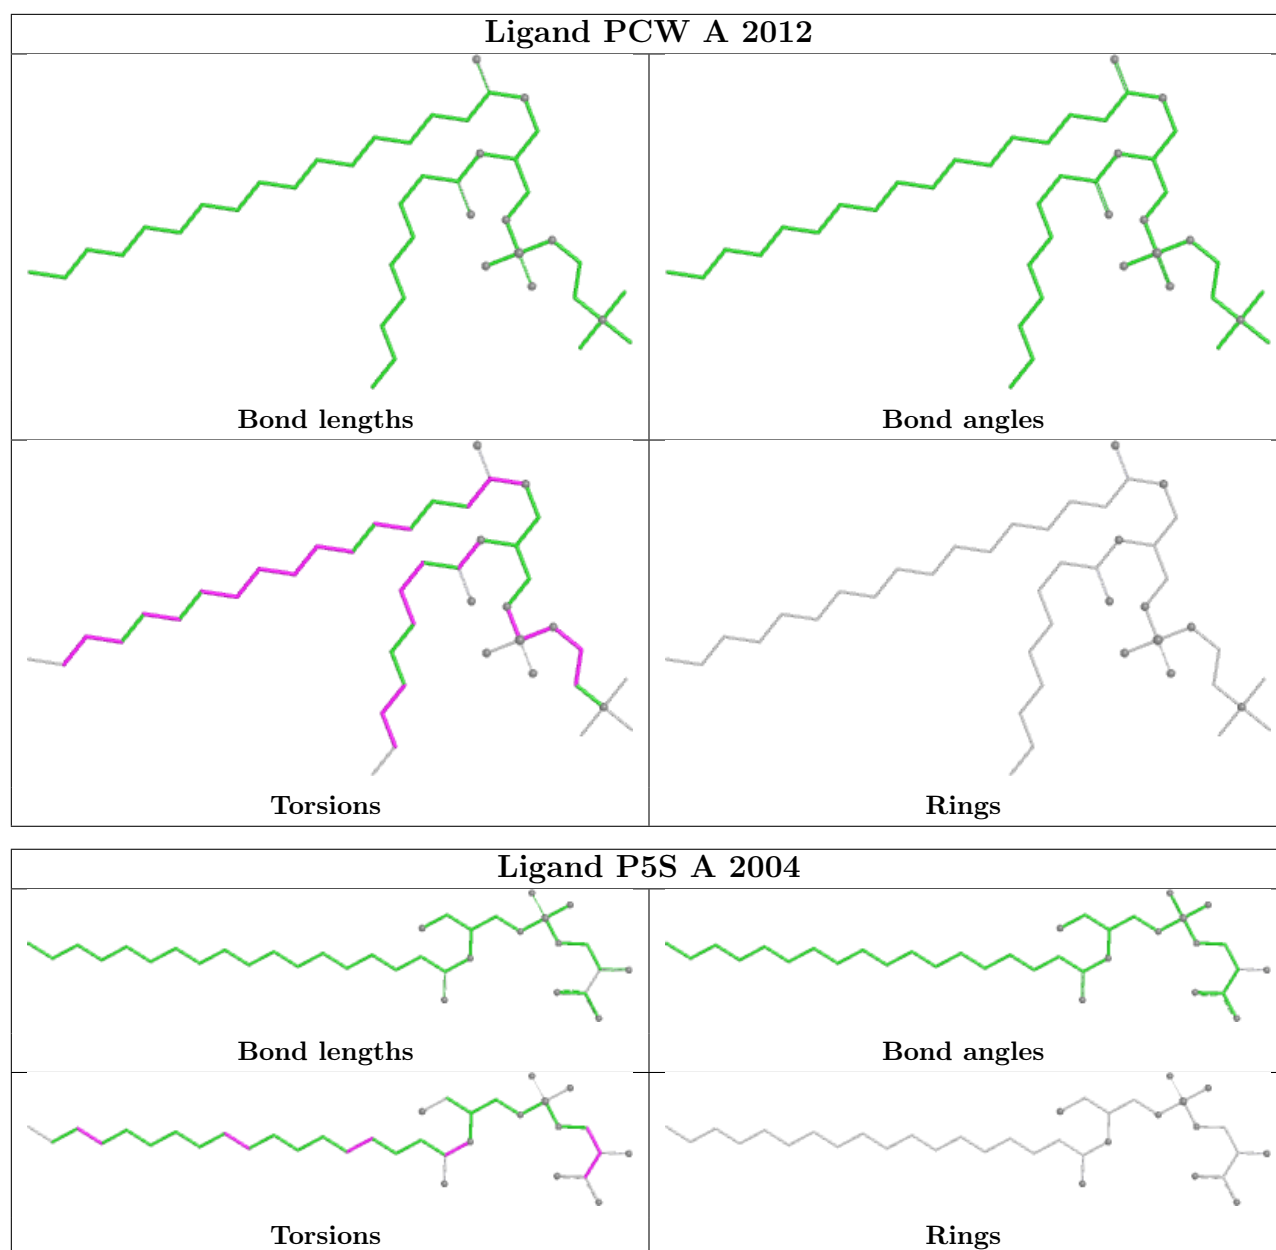 Ligand PCW A 2012
Bond lengths
Bond angles
Torsions
Rings
Ligand P5S A 2004
Bond lengths
Bond angles
Torsions
Rings